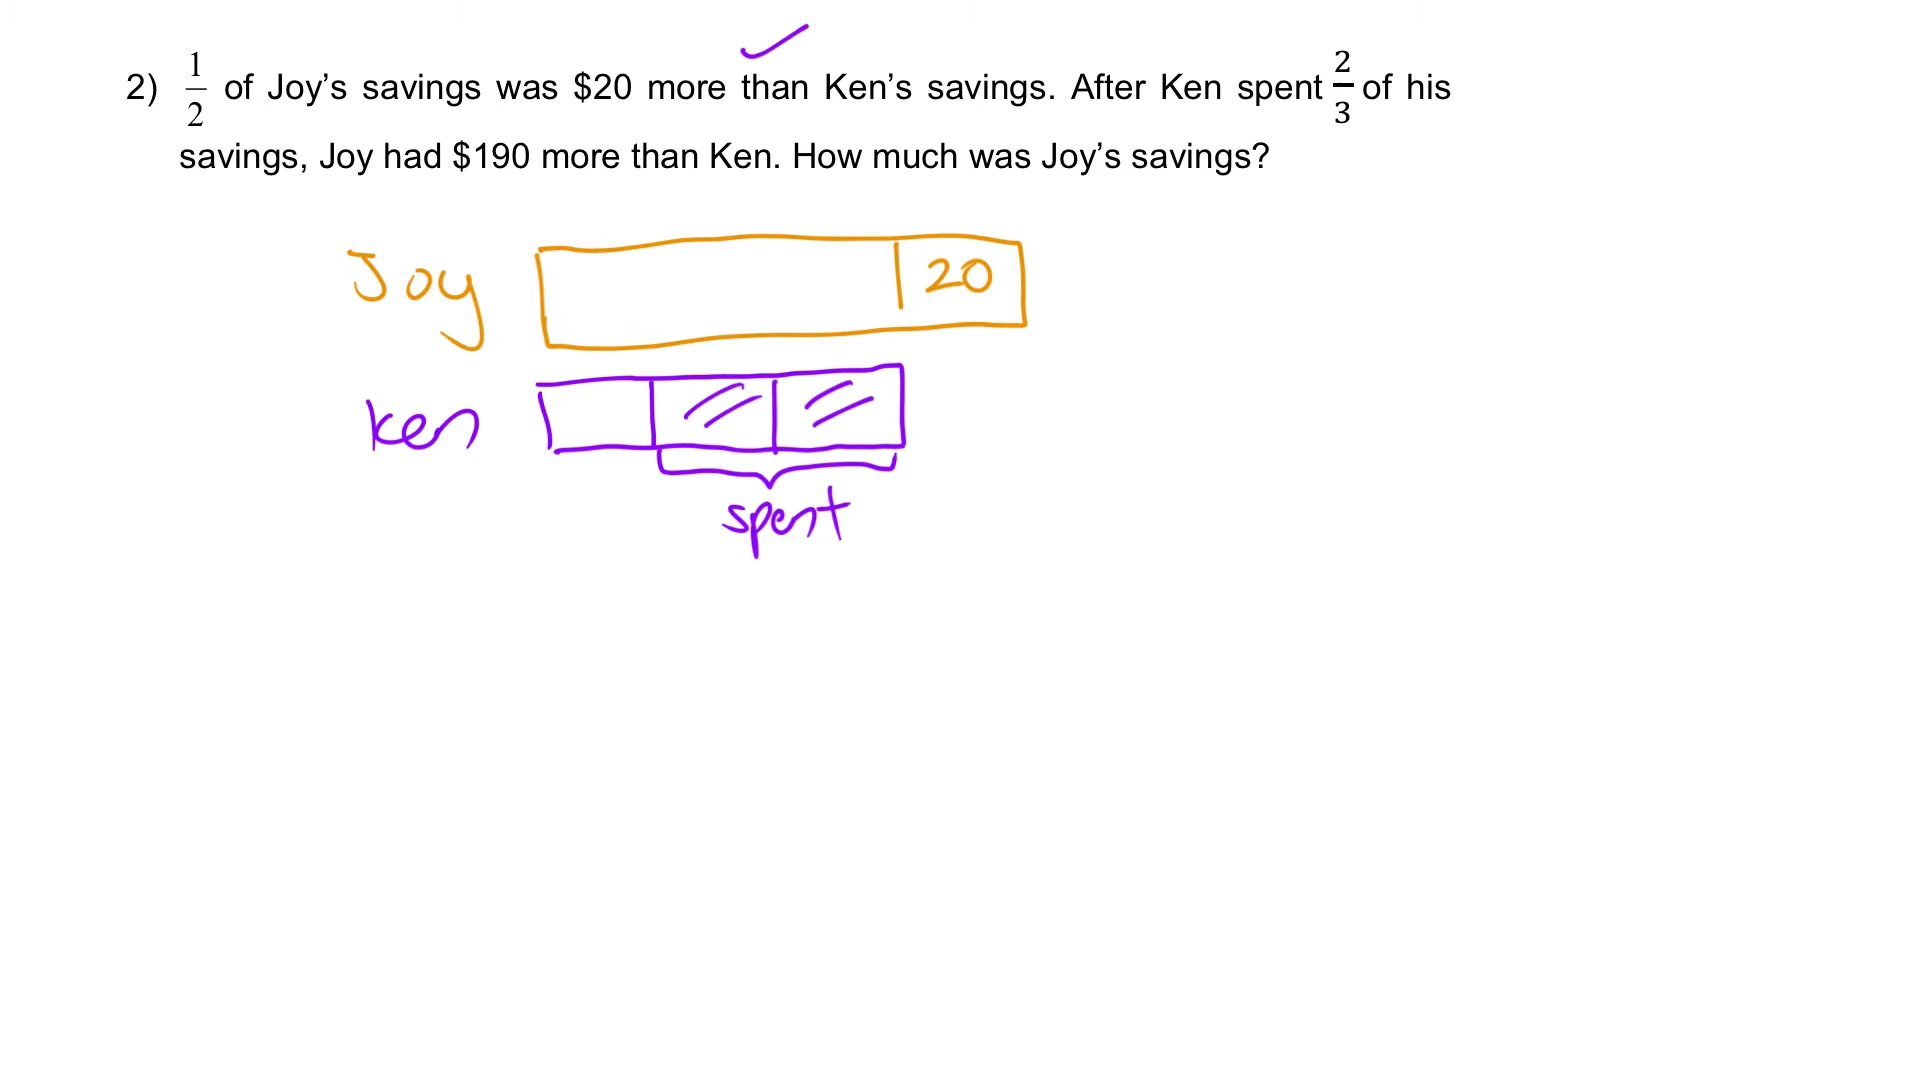 2) 1/2 of Joy’s savings was $20 more than Ken’s savings. After Ken spent 2/3 of his
savings, Joy had $190 more than Ken. How much was Joy’s savings?
Joy 20
Ken
spent